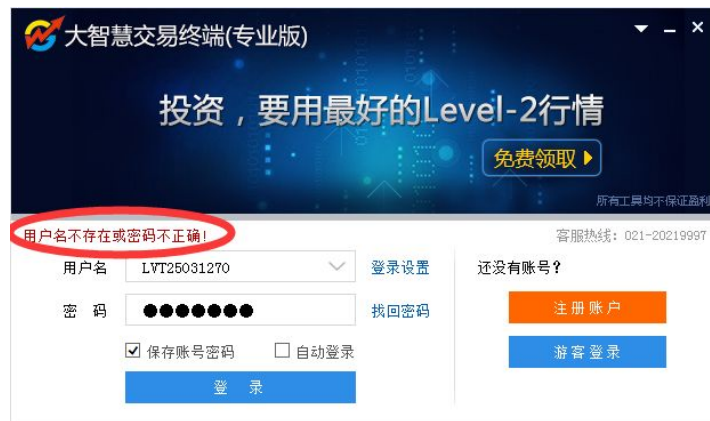 大智慧交易终端(专业版)
投资，要用最好的Level-2行情
免费领取
所有工具均不保证盈利
用户名不存在或密码不正确!
客服热线: 021-20219997
用户名 LVT25031270 登录设置
还没有账号?
密 码 ●●●●●●● 找回密码
注册账户
保存账号密码 自动登录
游客登录
登 录